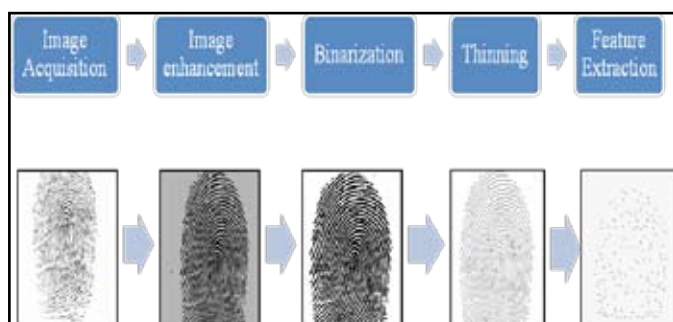 Image
Acquisition
Image
enhancement
Binarization
Thinning
Feature
Extraction